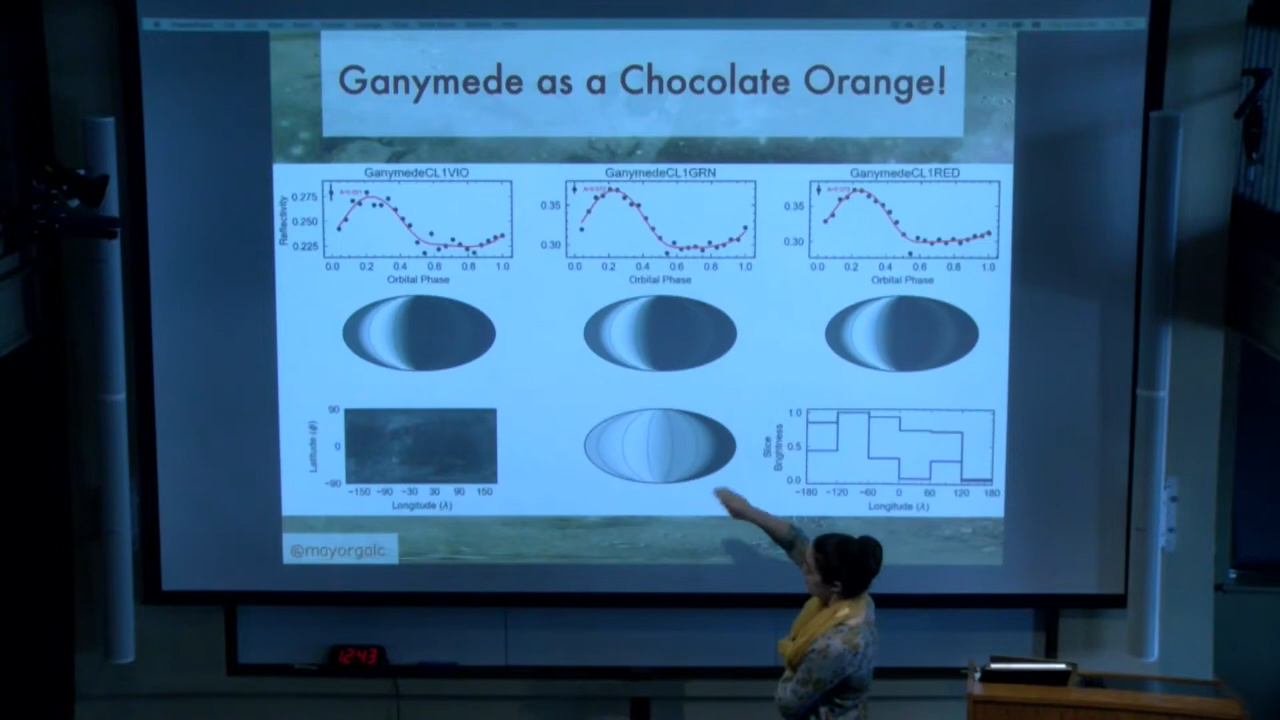 Ganymede as a Chocolate Orange!
GanymedeCL1VIO
GanymedeCL1GRN
GanymedeCL1RED
Reflectivity
0.275
0.250
0.225
0.0 0.2 0.4 0.6 0.8 1.0
Orbital Phase
0.35
0.30
0.0 0.2 0.4 0.6 0.8 1.0
Orbital Phase
0.35
0.30
0.0 0.2 0.4 0.6 0.8 1.0
Orbital Phase
Latitude (ϕ)
90
0
−90
−150 −90 −30 30 90 150
Longitude (λ)
Slice
Brightness
1.0
0.5
0.0
−180 −120 −60 0 60 120 180
Longitude (λ)
@mayorgalc
12:43